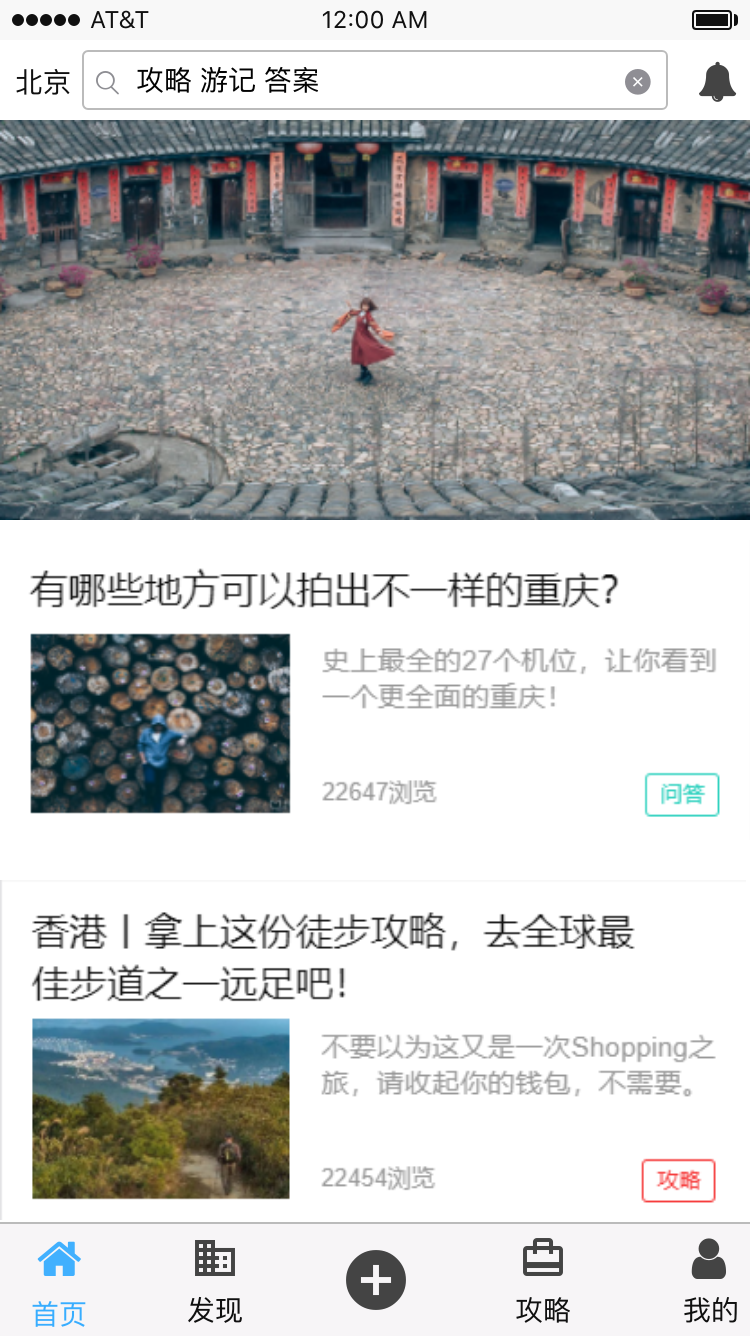 AT&T 12:00 AM
北京 攻略 游记 答案
有哪些地方可以拍出不一样的重庆?
史上最全的27个机位，让你看到
一个更全面的重庆！
22647浏览 问答
香港丨拿上这份徒步攻略，去全球最
佳步道之一远足吧！
不要以为这又是一次Shopping之
旅，请收起你的钱包，不需要。
22454浏览 攻略
首页 发现 攻略 我的